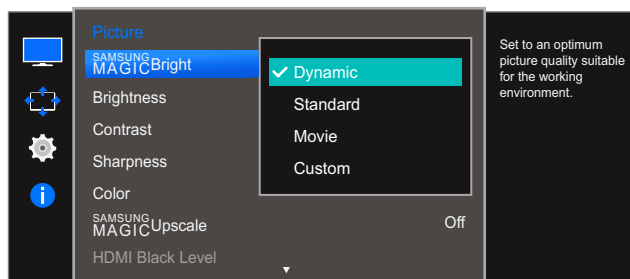 Picture
SAMSUNG
MAGICBright
Brightness
Contrast
Sharpness
Color
SAMSUNG
MAGICUpscale
Off
HDMI Black Level
Dynamic
Standard
Movie
Custom
Set to an optimum
picture quality suitable
for the working
environment.